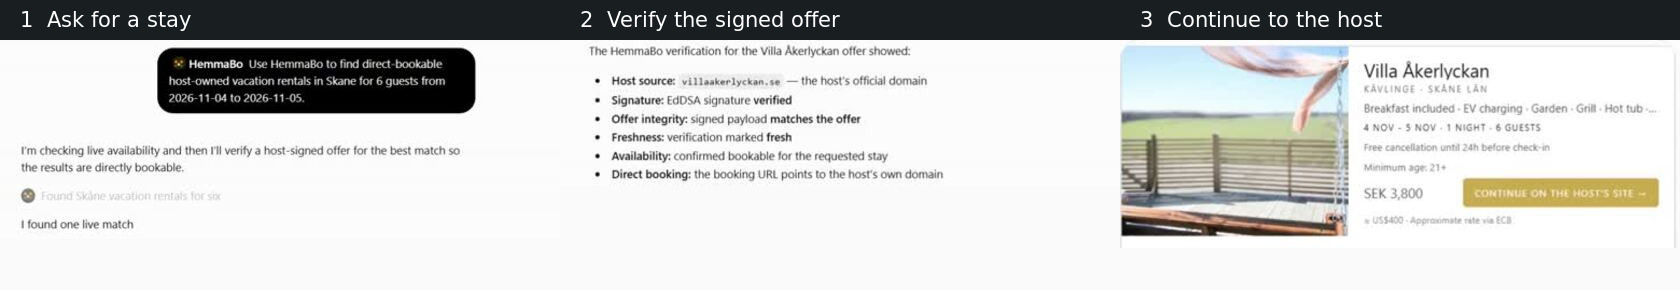 1 Ask for a stay
HemmaBo Use HemmaBo to find direct-bookable
host-owned vacation rentals in Skane for 6 guests from
2026-11-04 to 2026-11-05.
I'm checking live availability and then I'll verify a host-signed offer for the best match so
the results are directly bookable.
Found Skåne vacation rentals for six
I found one live match
2 Verify the signed offer
The HemmaBo verification for the Villa Åkerlyckan offer showed:
• Host source: villaakerlyckan.se — the host's official domain
• Signature: EdDSA signature verified
• Offer integrity: signed payload matches the offer
• Freshness: verification marked fresh
• Availability: confirmed bookable for the requested stay
• Direct booking: the booking URL points to the host's own domain
3 Continue to the host
Villa Åkerlyckan
KÄVLINGE · SKÅNE LÄN
Breakfast included · EV charging · Garden · Grill · Hot tub ·...
4 NOV - 5 NOV · 1 NIGHT · 6 GUESTS
Free cancellation until 24h before check-in
Minimum age: 21+
SEK 3,800
CONTINUE ON THE HOST'S SITE →
≈ US$400 · Approximate rate via ECB